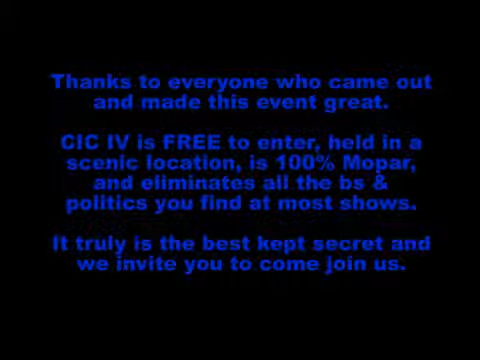 Thanks to everyone who came out
and made this event great.
CIC IV is FREE to enter, held in a
scenic location, is 100% Mopar,
and eliminates all the bs &
politics you find at most shows.
It truly is the best kept secret and
we invite you to come join us.